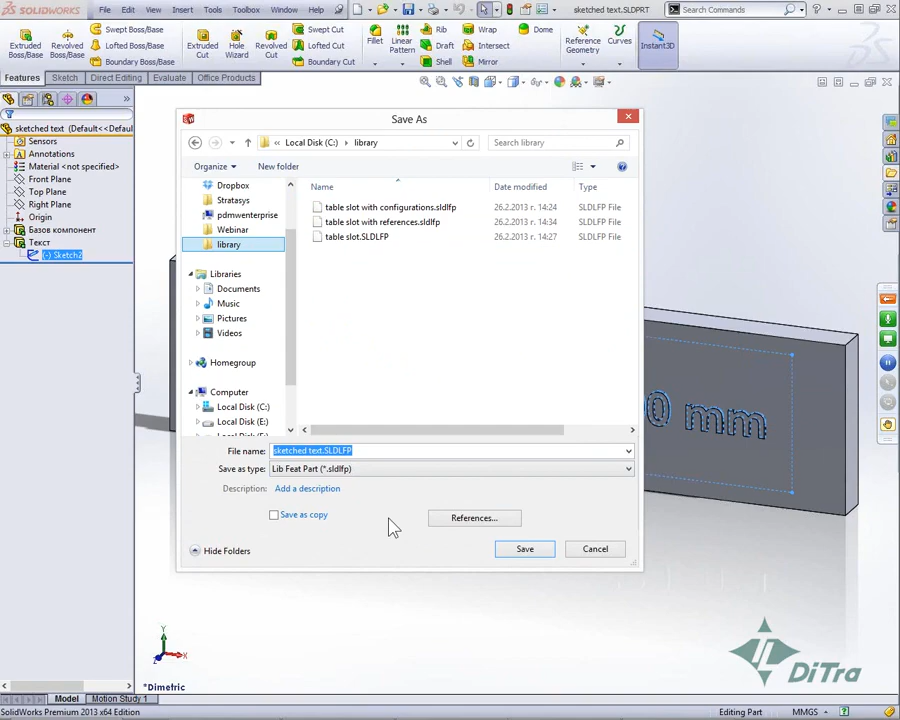 SOLIDWORKS File Edit View Insert Tools Toolbox Window Help sketched text.SLDPRT Search Commands
Extruded Boss/Base
Revolved Boss/Base
Swept Boss/Base
Lofted Boss/Base
Boundary Boss/Base
Extruded Cut
Hole Wizard
Revolved Cut
Swept Cut
Lofted Cut
Boundary Cut
Fillet
Linear Pattern
Rib
Draft
Shell
Wrap
Intersect
Mirror
Dome
Reference Geometry
Curves
Instant3D
Features Sketch Direct Editing Evaluate Office Products
sketched text (Default<<Defaul
Sensors
Annotations
Material <not specified>
Front Plane
Top Plane
Right Plane
Origin
Базов компонент
Текст
(-) Sketch2
Save As
Local Disk (C:) library
Search library
Organize New folder
Dropbox
Stratasys
pdmwenterprise
Webinar
library
Libraries
Documents
Music
Pictures
Videos
Homegroup
Computer
Local Disk (C:)
Local Disk (E:)
Name Date modified Type
table slot with configurations.sldlfp 26.2.2013 г. 14:24 SLDLFP File
table slot with references.sldlfp 26.2.2013 г. 14:34 SLDLFP File
table slot.SLDLFP 26.2.2013 г. 14:27 SLDLFP File
File name: sketched text.SLDLFP
Save as type: Lib Feat Part (*.sldlfp)
Description: Add a description
Save as copy
References...
Hide Folders
Save Cancel
0 mm
Y
X
Z
*Dimetric
DiTra
Model Motion Study 1
SolidWorks Premium 2013 x64 Edition Editing Part MMGS